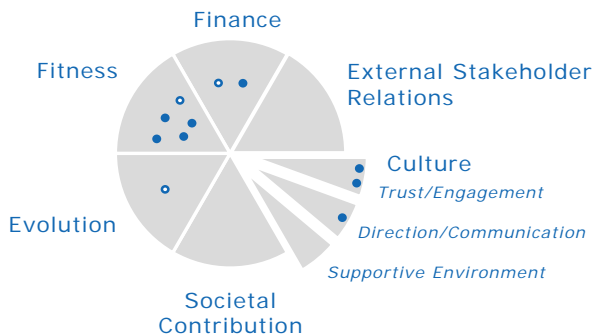 Finance
Fitness
External Stakeholder
Relations
Culture
Trust/Engagement
Evolution
Direction/Communication
Supportive Environment
Societal
Contribution